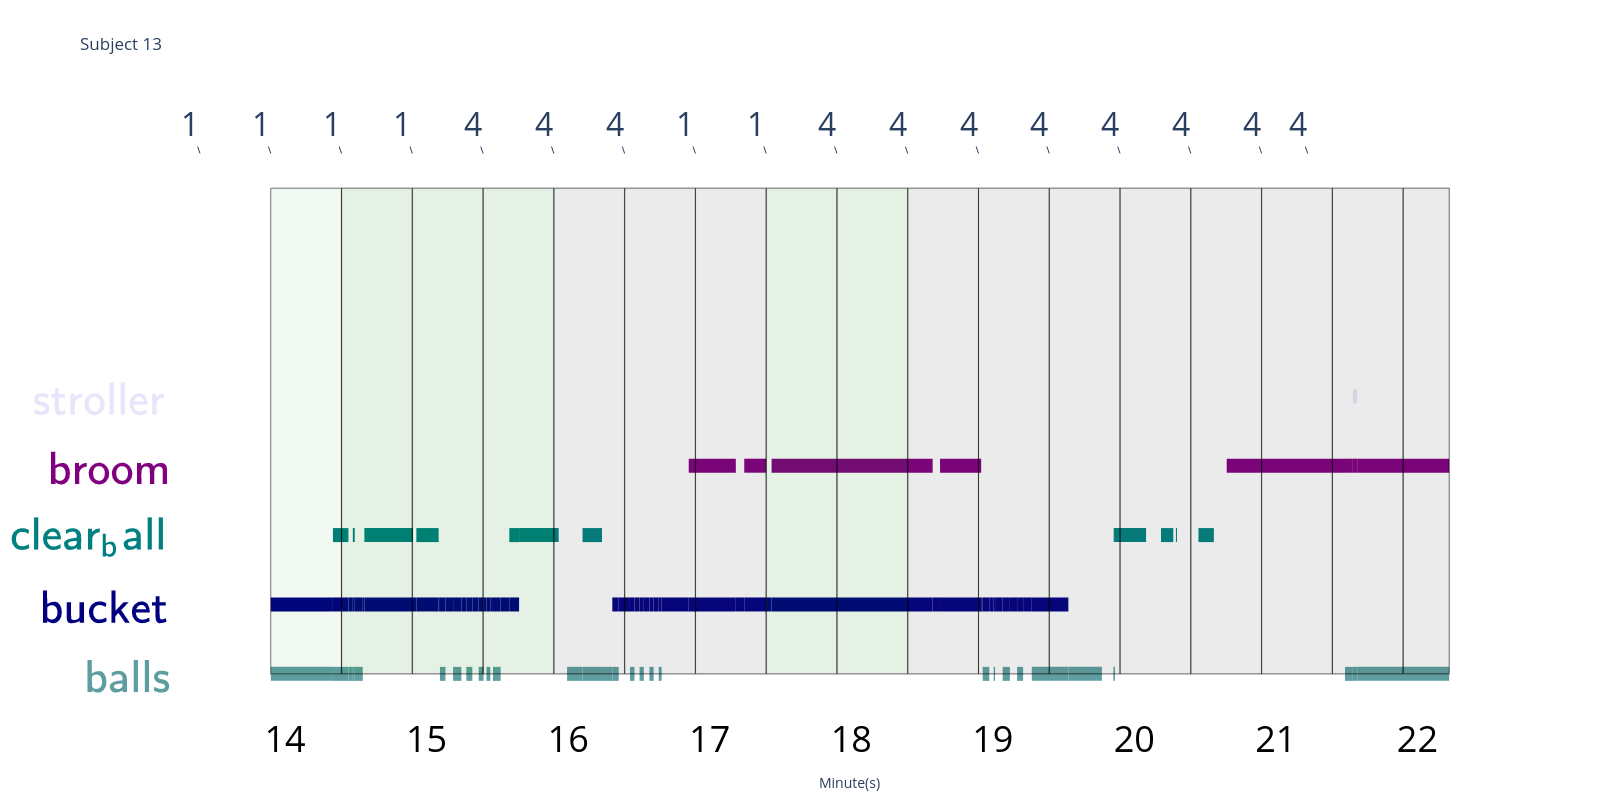 Subject 13
1 1 1 1 4 4 4 1 1 4 4 4 4 4 4 4 4
stroller
broom
clearb all
bucket
balls
14 15 16 17 18 19 20 21 22
Minute(s)